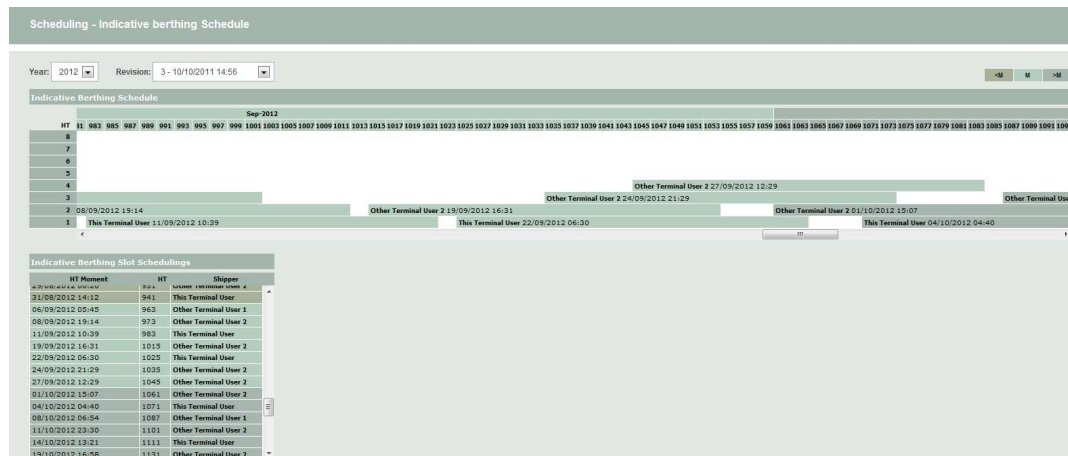 Scheduling - Indicative berthing Schedule
Year: 2012 Revision: 3 - 10/10/2011 14:56
<M M >M
Indicative Berthing Schedule
Sep-2012
HT 983 985 987 989 991 993 995 997 999 1001 1003 1005 1007 1009 1011 1013 1015 1017 1019 1021 1023 1025 1027 1029 1031 1033 1035 1037 1039 1041 1043 1045 1047 1049 1051 1053 1055 1057 1059 1061 1063 1065 1067 1069 1071 1073 1075 1077 1079 1081 1083 1085 1087 1089 1091
8
7
6
5
4 Other Terminal User 2 27/09/2012 12:29
3 Other Terminal User 2 24/09/2012 21:29 Other Terminal Use
2 08/09/2012 19:14 Other Terminal User 2 19/09/2012 16:31 Other Terminal User 2 01/10/2012 15:07
1 This Terminal User 11/09/2012 10:39 This Terminal User 22/09/2012 06:30 This Terminal User 04/10/2012 04:40
Indicative Berthing Slot Schedulings
HT Moment HT Shipper
31/08/2012 14:12 941 This Terminal User
06/09/2012 05:45 963 Other Terminal User 1
08/09/2012 19:14 973 Other Terminal User 2
11/09/2012 10:39 983 This Terminal User
19/09/2012 16:31 1015 Other Terminal User 2
22/09/2012 06:30 1025 This Terminal User
24/09/2012 21:29 1035 Other Terminal User 2
27/09/2012 12:29 1045 Other Terminal User 2
01/10/2012 15:07 1061 Other Terminal User 2
04/10/2012 04:40 1071 This Terminal User
08/10/2012 06:54 1087 Other Terminal User 1
11/10/2012 23:30 1101 Other Terminal User 2
14/10/2012 13:21 1111 This Terminal User
19/10/2012 16:58 1131 Other Terminal User 2